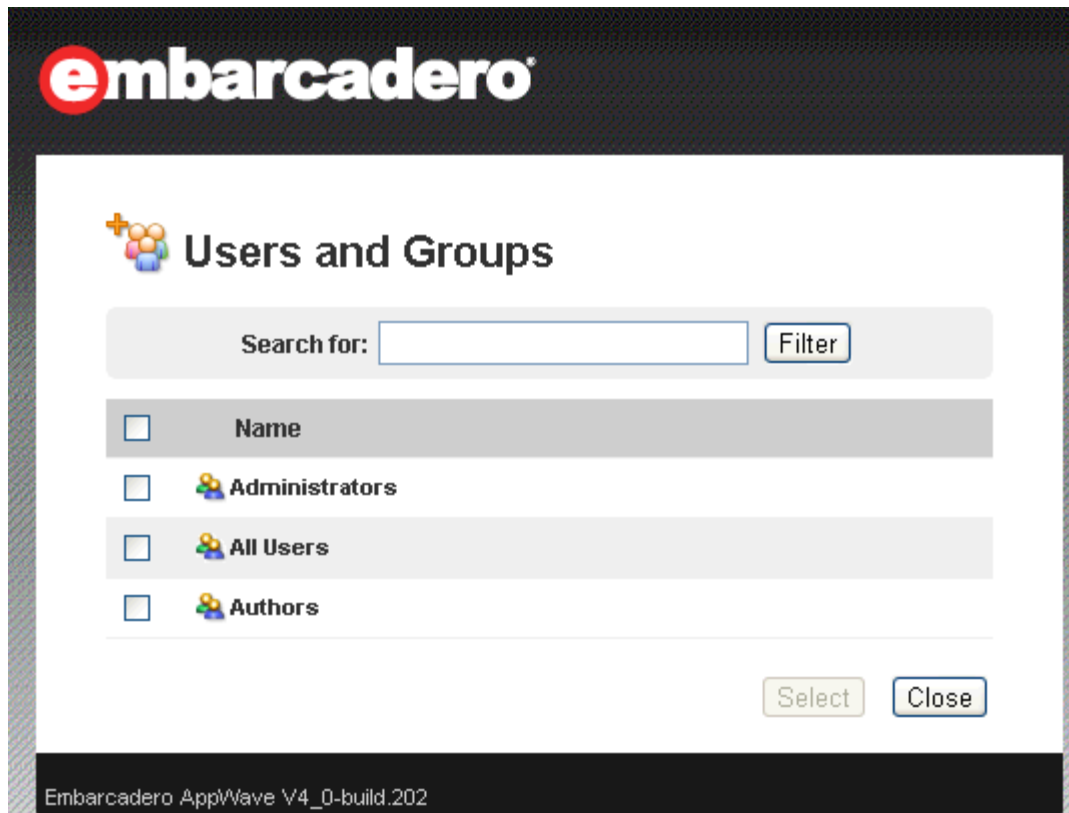 embarcadero®
Users and Groups
Search for: Filter
Name
Administrators
All Users
Authors
Select Close
Embarcadero AppWave V4_0-build.202